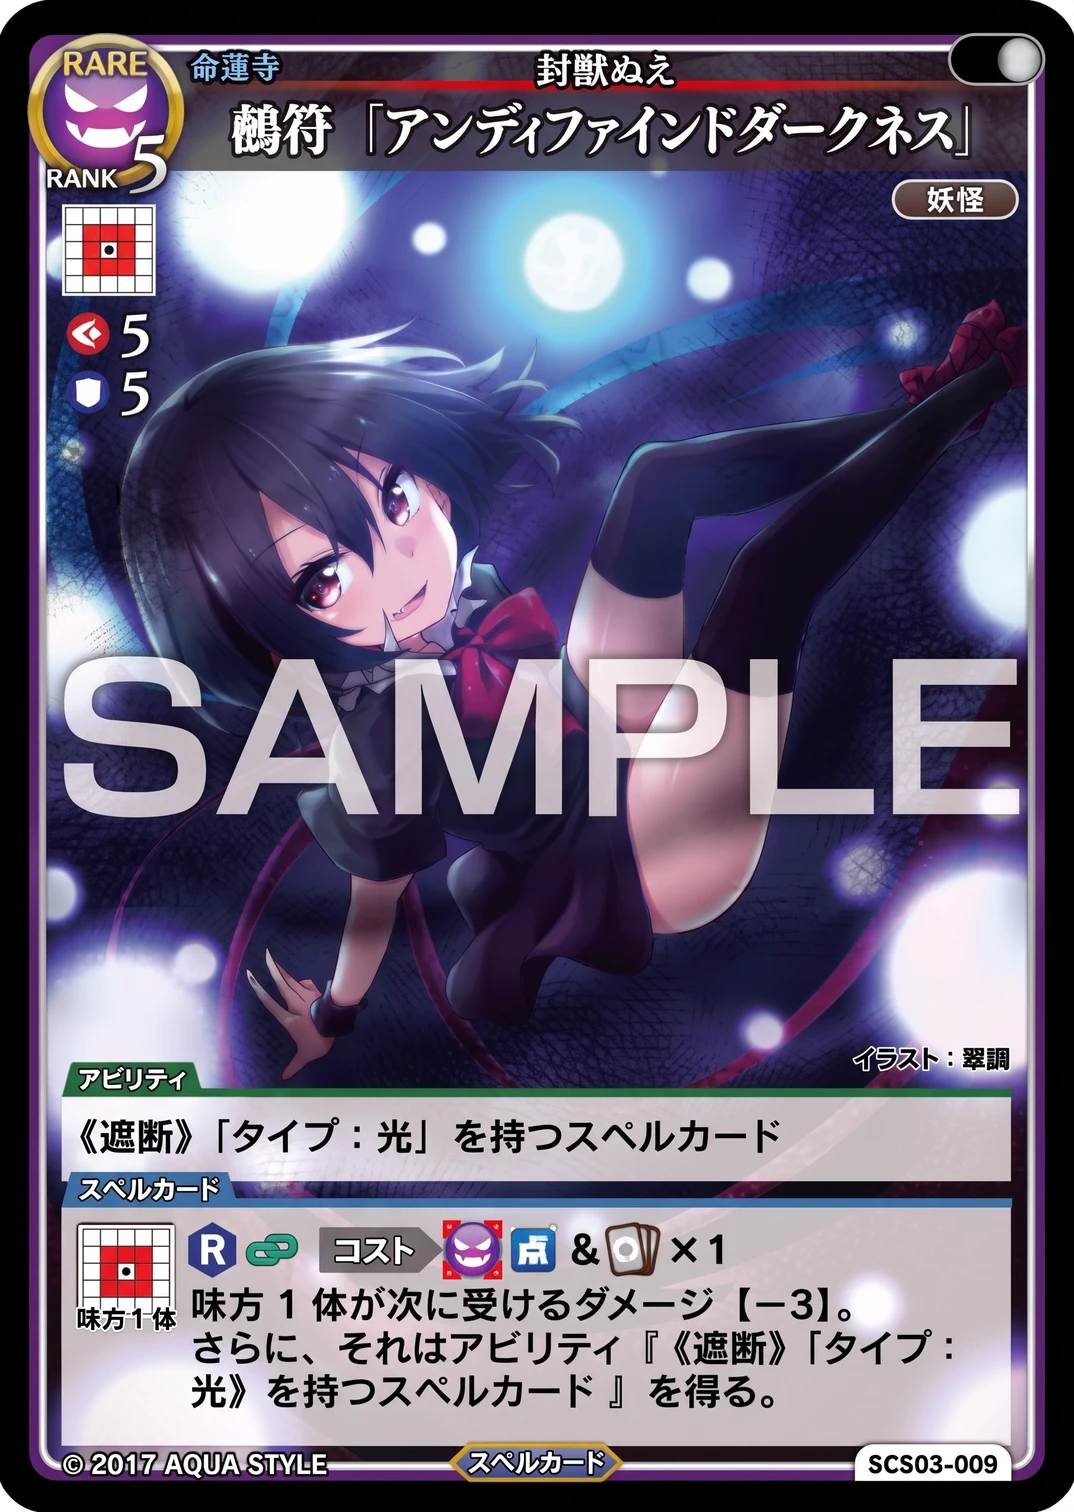 RARE
RANK 5
命蓮寺
封獣ぬえ
鵺符「アンディファインドダークネス」
妖怪
5
5
SAMPLE
イラスト：翠調
アビリティ
《遮断》「タイプ：光」を持つスペルカード
スペルカード
味方1体
R コスト & ×1
味方1体が次に受けるダメージ【－3】。
さらに、それはアビリティ『《遮断》「タイプ：
光》を持つスペルカード』を得る。
© 2017 AQUA STYLE
スペルカード
SCS03-009